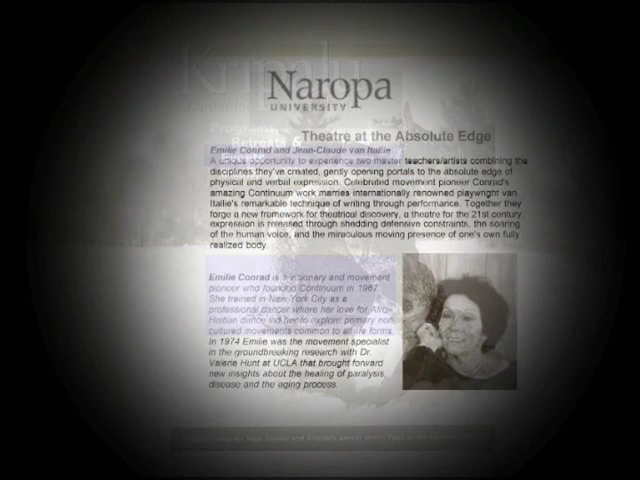 Kripalu
Naropa
UNIVERSITY
Theatre at the Absolute Edge
Emilie Conrad and Jean-Claude van Itallie
A unique opportunity to experience two master teachers/artists combining the
disciplines they've created, gently opening portals to the absolute edge of
physical and verbal expression. Celebrated movement pioneer Conrad's
amazing Continuum work marries internationally renowned playwright van
Itallie's remarkable technique of writing through performance. Together they
forge a new framework for theatrical discovery, a theatre for the 21st century
expression is released through shedding defensive constraints, the soaring
of the human voice, and the miraculous moving presence of one's own fully
realized body.
Emilie Conrad is a visionary and movement
pioneer who founded Continuum in 1967.
She trained in New York City as a
professional dancer where her love for Afro-
Haitian dance led her to explore primary non
cultured movements common to all life forms.
In 1974 Emilie was the movement specialist
in the groundbreaking research with Dr.
Valerie Hunt at UCLA that brought forward
new insights about the healing of paralysis,
disease and the aging process.